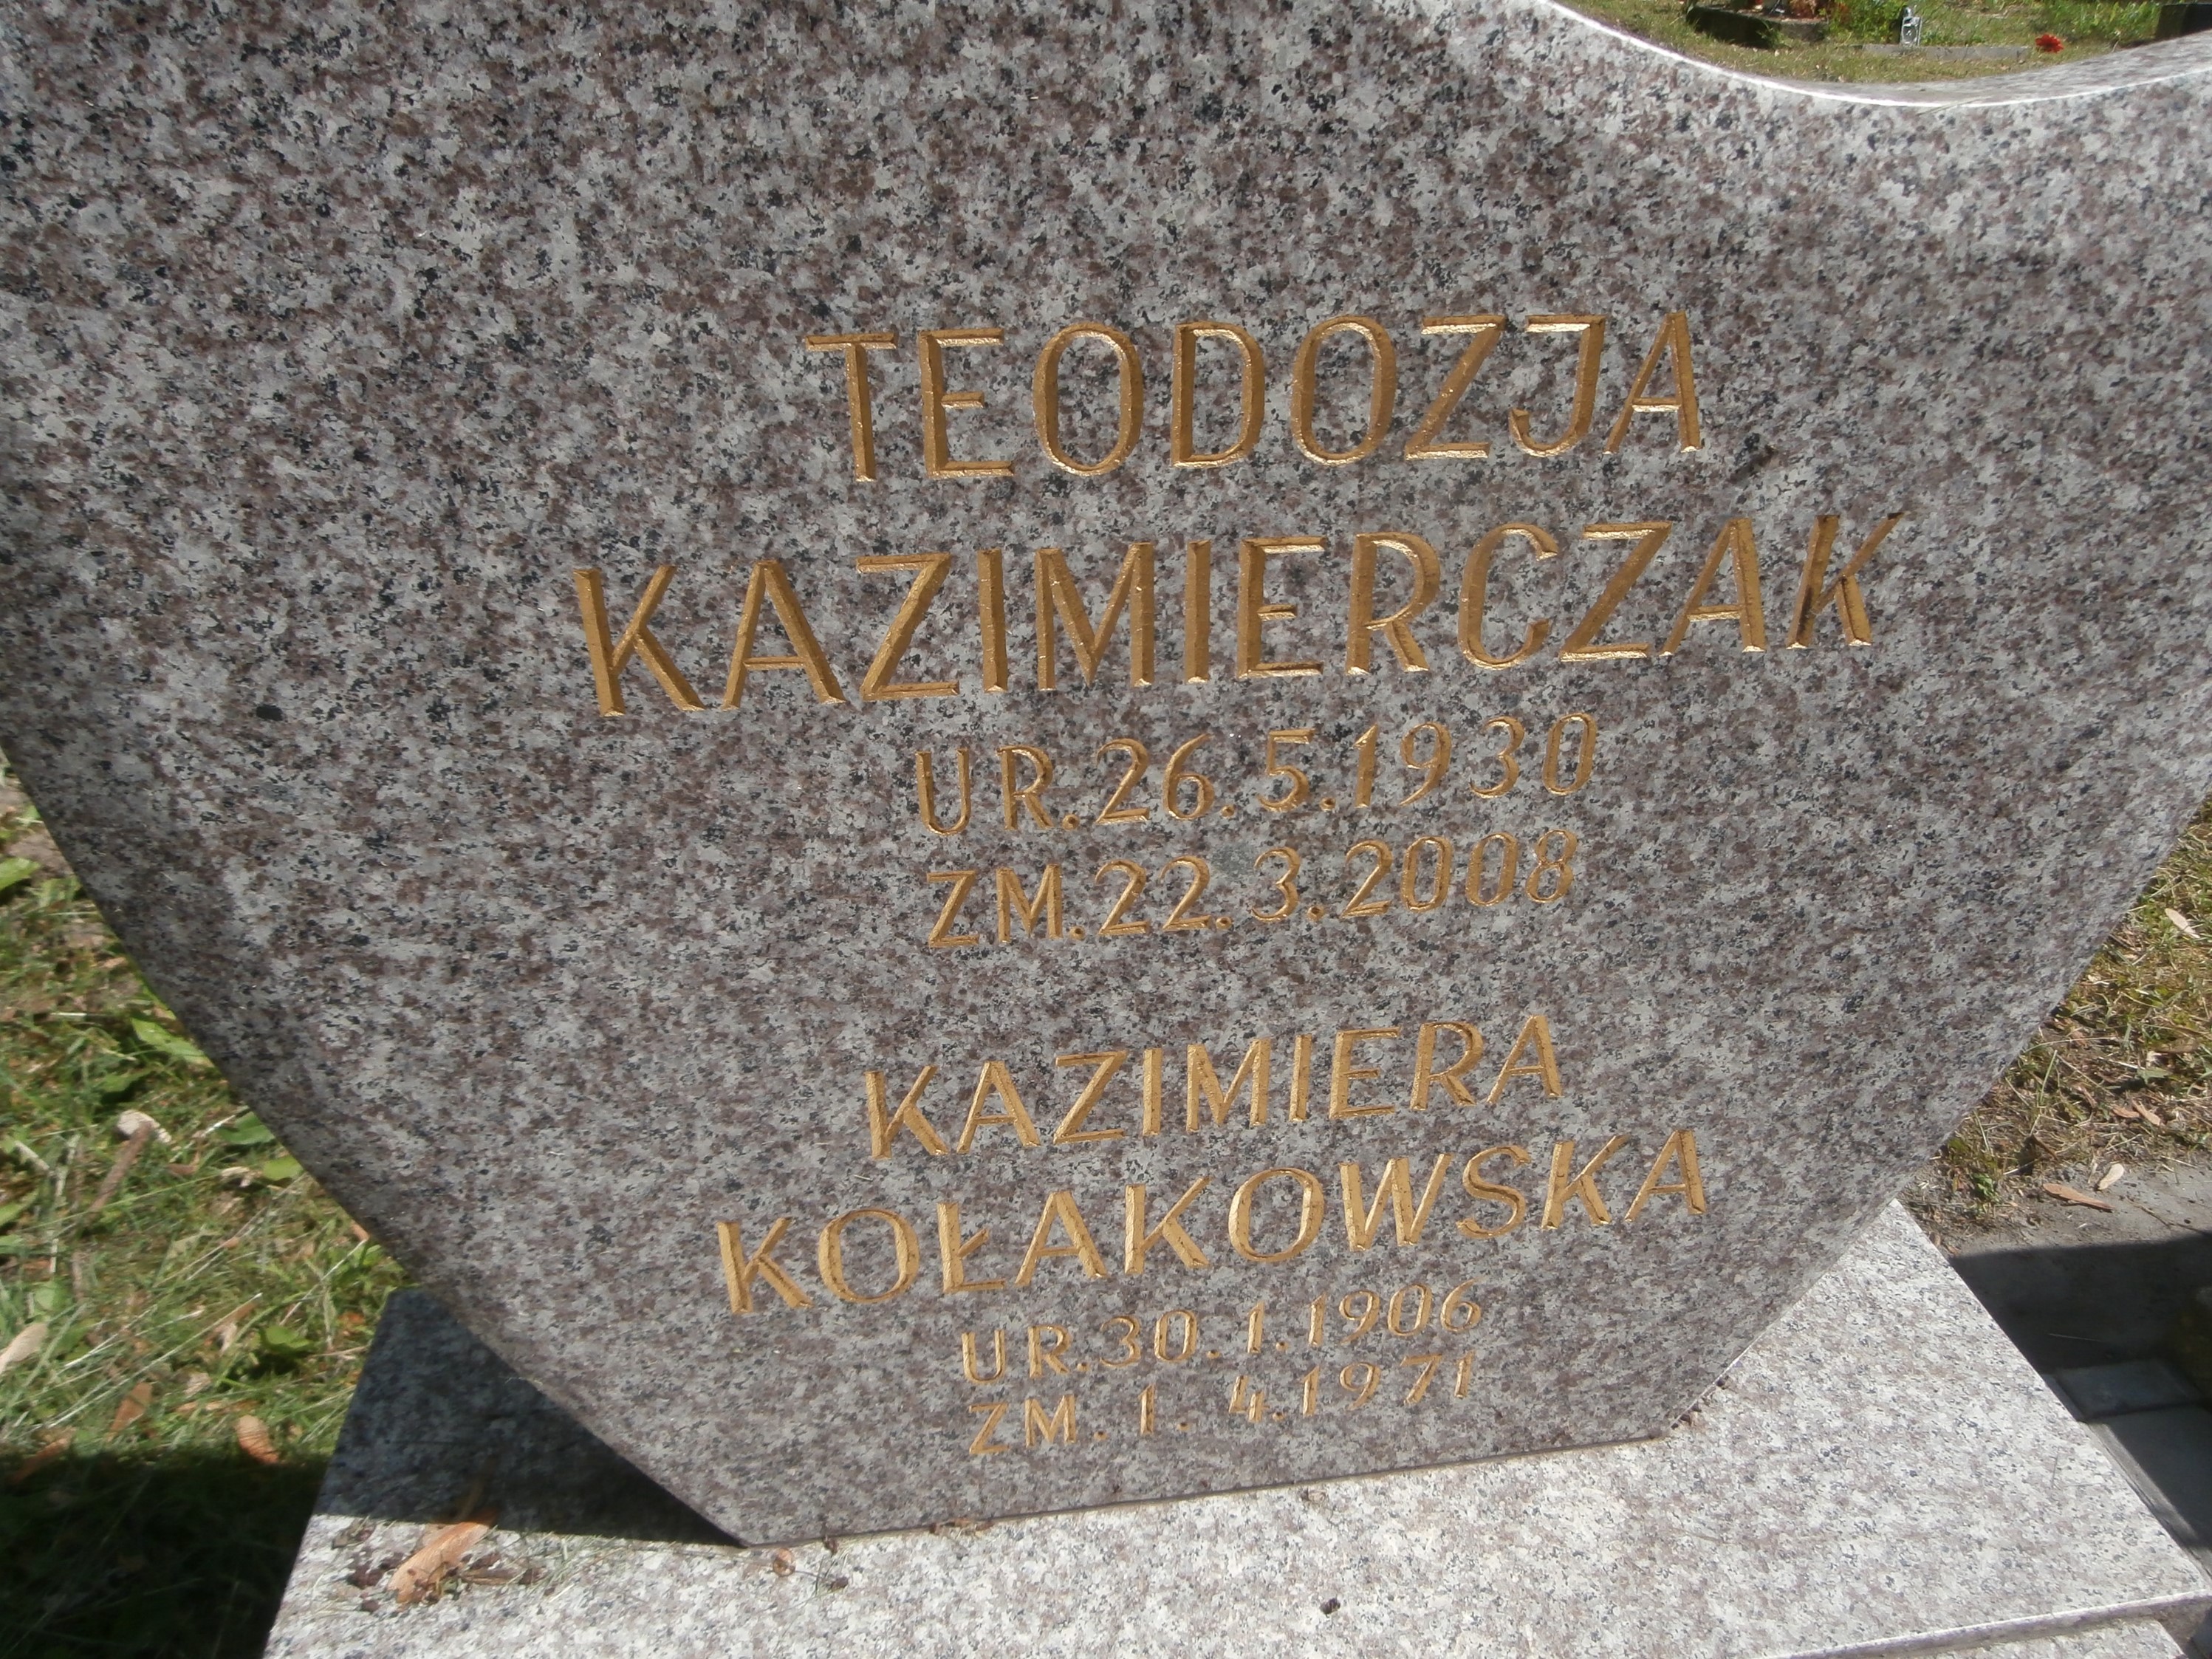 TEODOZJA
KAZIMIERCZAK
UR.26.5.1930
ZM.22.3.2008
KAZIMIERA
KOŁAKOWSKA
UR.30.1.1906
ZM. 1. 4.1971